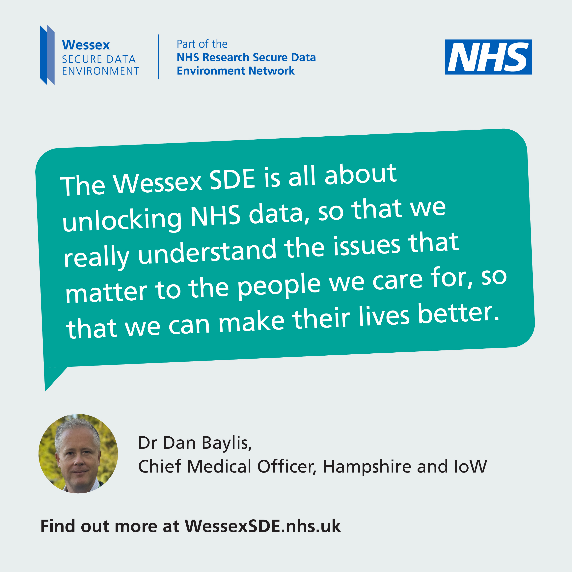 Wessex
SECURE DATA
ENVIRONMENT
Part of the
NHS Research Secure Data
Environment Network
NHS
The Wessex SDE is all about
unlocking NHS data, so that we
really understand the issues that
matter to the people we care for, so
that we can make their lives better.
Dr Dan Baylis,
Chief Medical Officer, Hampshire and IoW
Find out more at WessexSDE.nhs.uk